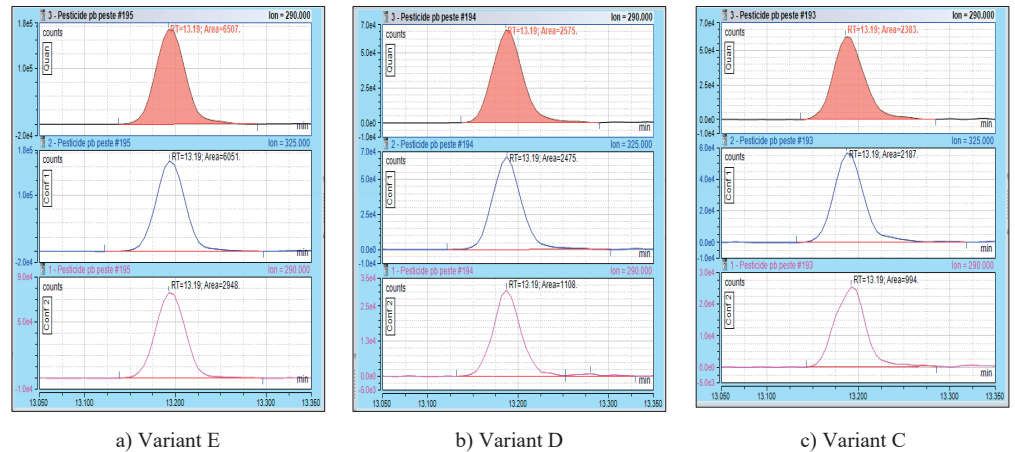 3 - Pesticide pb peste #195 Ion = 290.000
1.8e5
counts
RT=13.19; Area=6507.
Quan
1.0e5
-2.0e4
min
2 - Pesticide pb peste #195 Ion = 325.000
1.8e5
counts
RT=13.19; Area=6051.
Conf 1
1.0e5
-2.0e4
min
1 - Pesticide pb peste #195 Ion = 290.000
9.0e4
counts
RT=13.19; Area=2948.
Conf 2
5.0e4
-1.0e4
min
13.050 13.100 13.200 13.300 13.350
a) Variant E
3 - Pesticide pb peste #194 Ion = 290.000
7.0e4
counts
RT=13.19; Area=2575.
5.0e4
Quan
2.5e4
0.0e0
-1.0e4
min
2 - Pesticide pb peste #194 Ion = 325.000
7.0e4
counts
RT=13.19; Area=2475.
5.0e4
Conf 1
2.5e4
0.0e0
-1.0e4
min
1 - Pesticide pb peste #194 Ion = 290.000
3.5e4
counts
RT=13.19; Area=1108.
2.5e4
Conf 2
1.3e4
0.0e0
-5.0e3
min
13.050 13.100 13.200 13.300 13.350
b) Variant D
3 - Pesticide pb peste #193 Ion = 290.000
7.0e4
counts
RT=13.19; Area=2383.
5.0e4
Quan
2.5e4
0.0e0
-1.0e4
min
2 - Pesticide pb peste #193 Ion = 325.000
6.0e4
counts
RT=13.19; Area=2187.
4.0e4
Conf 1
2.0e4
0.0e0
-1.0e4
min
1 - Pesticide pb peste #193 Ion = 290.000
3.0e4
counts
RT=13.19; Area=994.
2.0e4
Conf 2
1.0e4
0.0e0
-5.0e3
min
13.050 13.100 13.200 13.300 13.350
c) Variant C